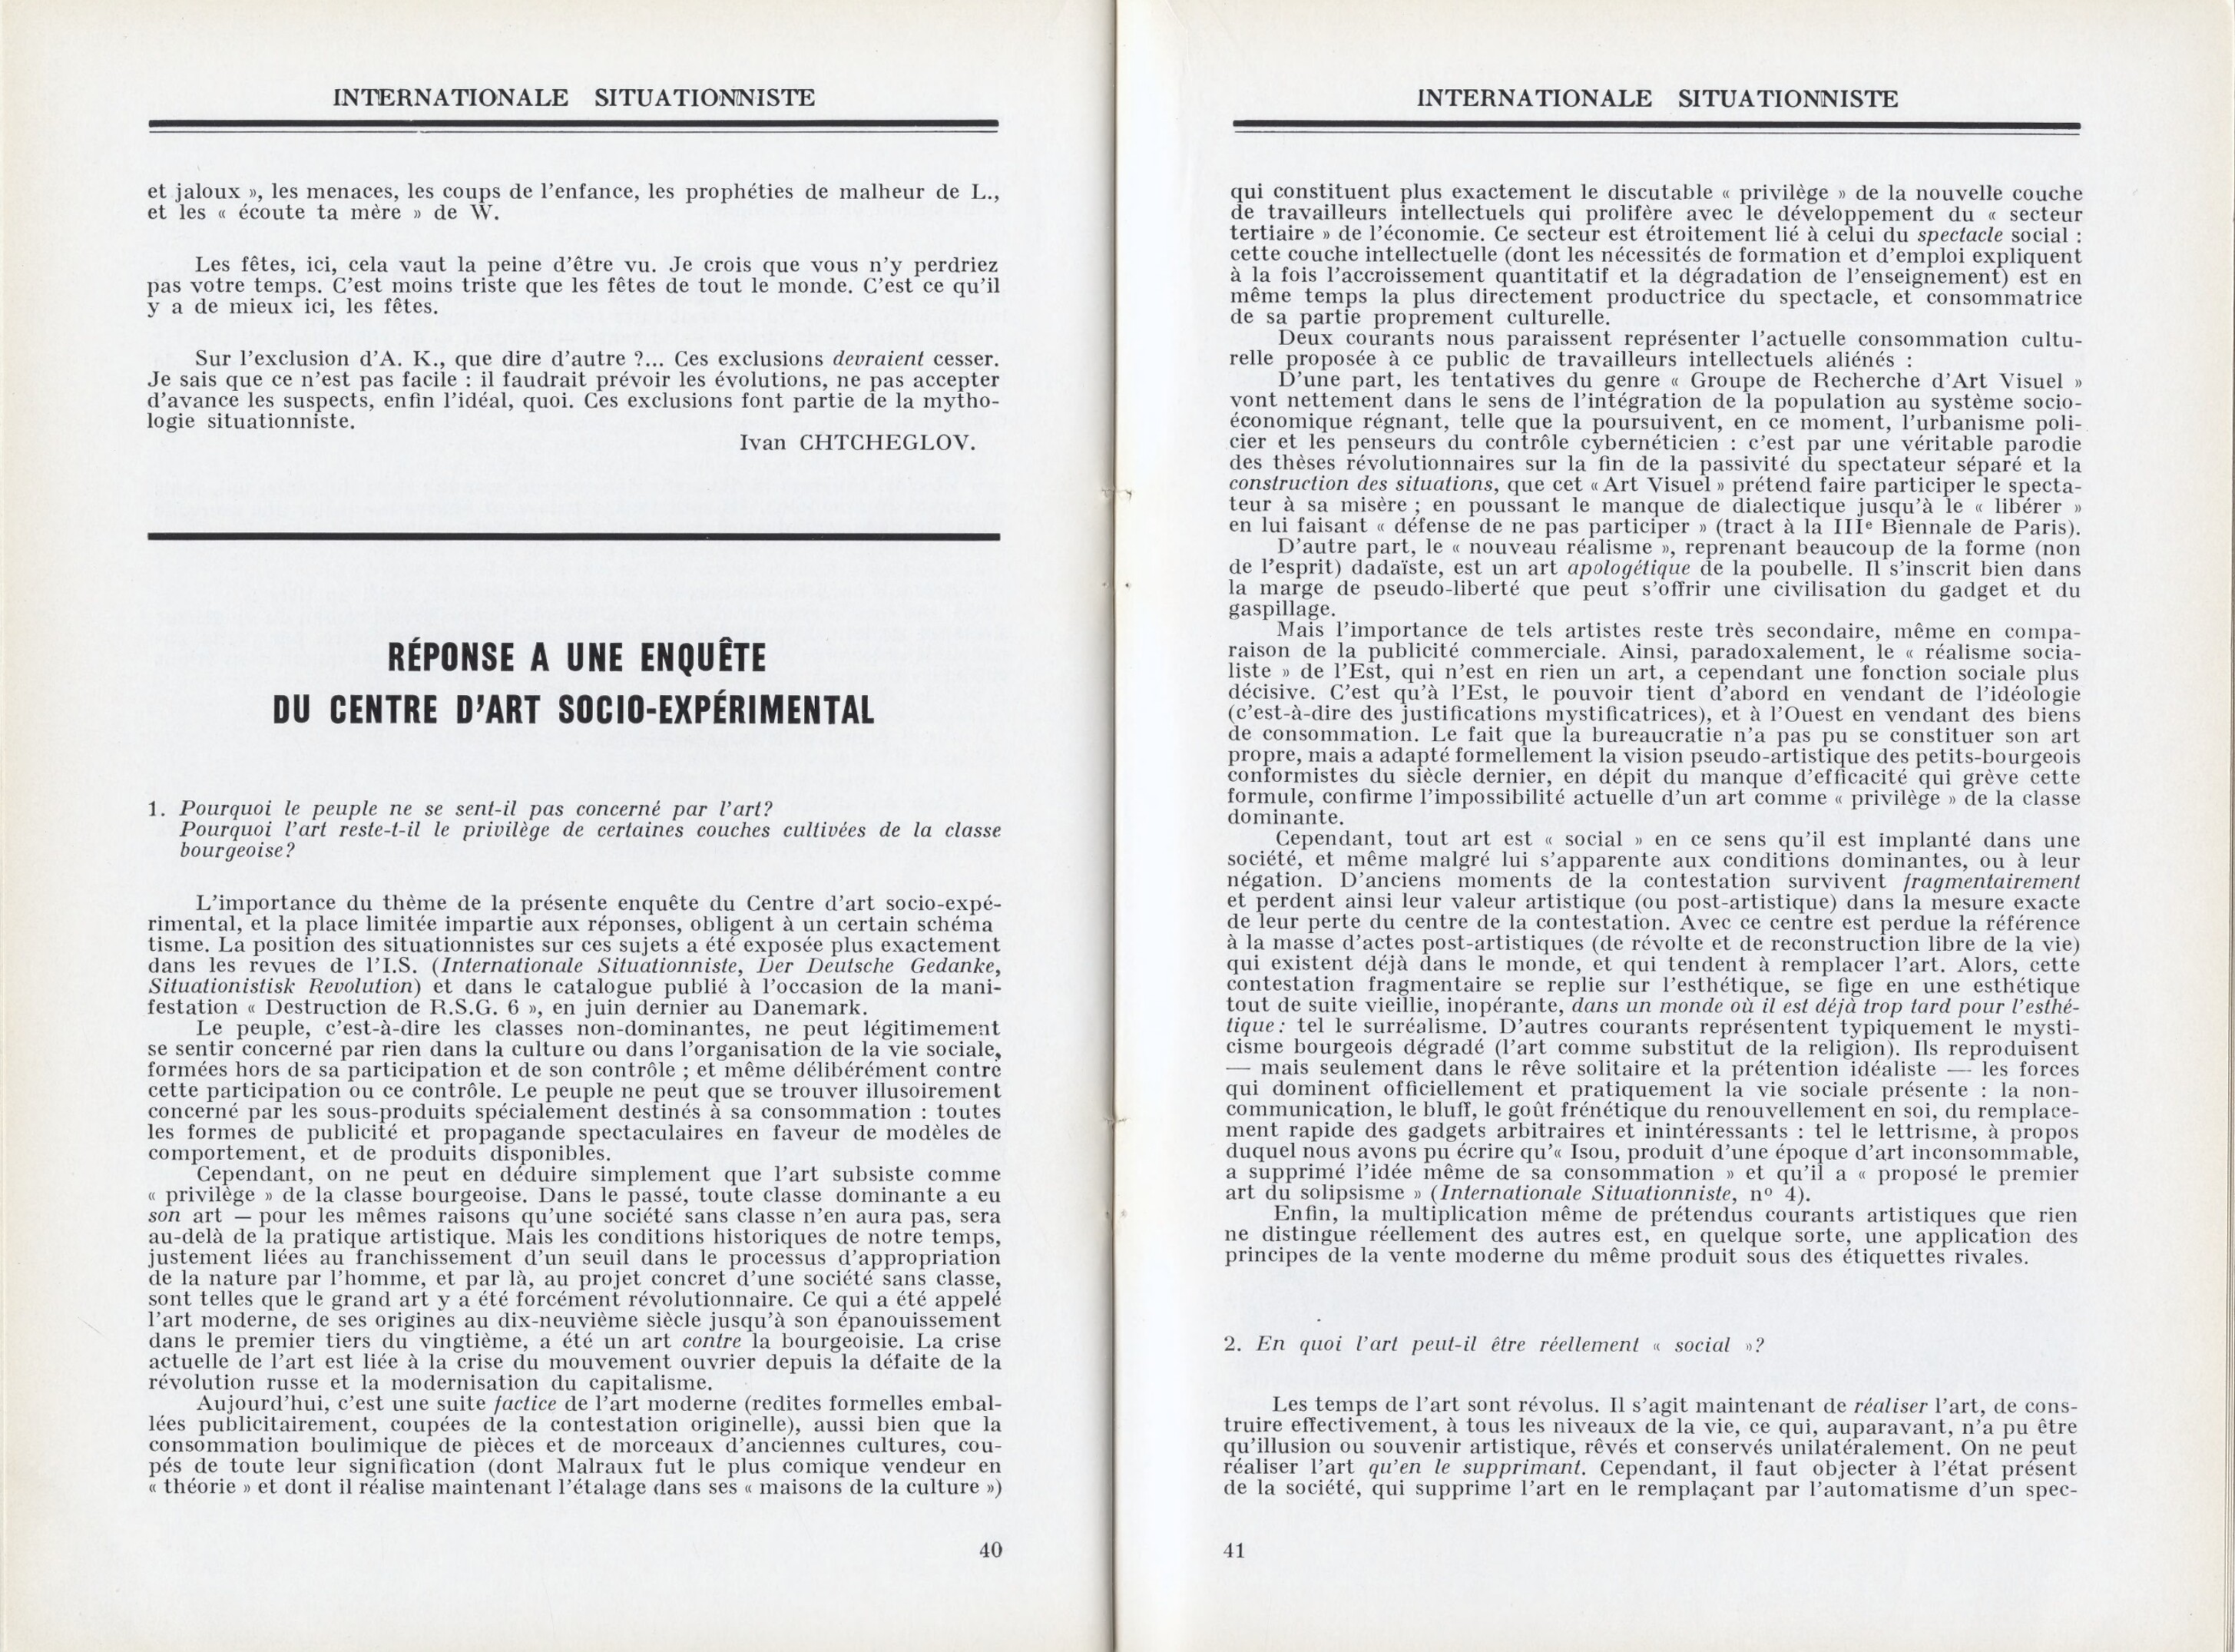 INTERNATIONALE SITUATIONNISTE
et jaloux », les menaces, les coups de l'enfance, les prophéties de malheur de L.,
et les « écoute ta mère » de W.
Les fêtes, ici, cela vaut la peine d'être vu. Je crois que vous n'y perdriez
pas votre temps. C'est moins triste que les fêtes de tout le monde. C'est ce qu'il
y a de mieux ici, les fêtes.
Sur l'exclusion d'A. K., que dire d'autre ?... Ces exclusions devraient cesser.
Je sais que ce n'est pas facile : il faudrait prévoir les évolutions, ne pas accepter
d'avance les suspects, enfin l'idéal, quoi. Ces exclusions font partie de la mytho-
logie situationniste.
Ivan CHTCHEGLOV.
RÉPONSE A UNE ENQUÊTE
DU CENTRE D'ART SOCIO-EXPÉRIMENTAL
1. Pourquoi le peuple ne se sent-il pas concerné par l'art?
Pourquoi l'art reste-t-il le privilège de certaines couches cultivées de la classe
bourgeoise?
L'importance du thème de la présente enquête du Centre d'art socio-expé-
rimental, et la place limitée impartie aux réponses, obligent à un certain schéma
tisme. La position des situationnistes sur ces sujets a été exposée plus exactement
dans les revues de l'I.S. (Internationale Situationniste, Der Deutsche Gedanke,
Situationistisk Revolution) et dans le catalogue publié à l'occasion de la mani-
festation « Destruction de R.S.G. 6 », en juin dernier au Danemark.
Le peuple, c'est-à-dire les classes non-dominantes, ne peut légitimement
se sentir concerné par rien dans la culture ou dans l'organisation de la vie sociale,
formées hors de sa participation et de son contrôle ; et même délibérément contre
cette participation ou ce contrôle. Le peuple ne peut que se trouver illusoirement
concerné par les sous-produits spécialement destinés à sa consommation : toutes
les formes de publicité et propagande spectaculaires en faveur de modèles de
comportement, et de produits disponibles.
Cependant, on ne peut en déduire simplement que l'art subsiste comme
« privilège » de la classe bourgeoise. Dans le passé, toute classe dominante a eu
son art — pour les mêmes raisons qu'une société sans classe n'en aura pas, sera
au-delà de la pratique artistique. Mais les conditions historiques de notre temps,
justement liées au franchissement d'un seuil dans le processus d'appropriation
de la nature par l'homme, et par là, au projet concret d'une société sans classe,
sont telles que le grand art y a été forcément révolutionnaire. Ce qui a été appelé
l'art moderne, de ses origines au dix-neuvième siècle jusqu'à son épanouissement
dans le premier tiers du vingtième, a été un art contre la bourgeoisie. La crise
actuelle de l'art est liée à la crise du mouvement ouvrier depuis la défaite de la
révolution russe et la modernisation du capitalisme.
Aujourd'hui, c'est une suite factice de l'art moderne (redites formelles embal-
lées publicitairement, coupées de la contestation originelle), aussi bien que la
consommation boulimique de pièces et de morceaux d'anciennes cultures, cou-
pés de toute leur signification (dont Malraux fut le plus comique vendeur en
« théorie » et dont il réalise maintenant l'étalage dans ses « maisons de la culture »)
40
INTERNATIONALE SITUATIONNISTE
qui constituent plus exactement le discutable « privilège » de la nouvelle couche
de travailleurs intellectuels qui prolifère avec le développement du « secteur
tertiaire » de l'économie. Ce secteur est étroitement lié à celui du spectacle social :
cette couche intellectuelle (dont les nécessités de formation et d'emploi expliquent
à la fois l'accroissement quantitatif et la dégradation de l'enseignement) est en
même temps la plus directement productrice du spectacle, et consommatrice
de sa partie proprement culturelle.
Deux courants nous paraissent représenter l'actuelle consommation cultu-
relle proposée à ce public de travailleurs intellectuels aliénés :
D'une part, les tentatives du genre « Groupe de Recherche d'Art Visuel »
vont nettement dans le sens de l'intégration de la population au système socio-
économique régnant, telle que la poursuivent, en ce moment, l'urbanisme poli-
cier et les penseurs du contrôle cybernéticien : c'est par une véritable parodie
des thèses révolutionnaires sur la fin de la passivité du spectateur séparé et la
construction des situations, que cet « Art Visuel » prétend faire participer le specta-
teur à sa misère ; en poussant le manque de dialectique jusqu'à le « libérer »
en lui faisant « défense de ne pas participer » (tract à la IIIe Biennale de Paris).
D'autre part, le « nouveau réalisme », reprenant beaucoup de la forme (non
de l'esprit) dadaïste, est un art apologétique de la poubelle. Il s'inscrit bien dans
la marge de pseudo-liberté que peut s'offrir une civilisation du gadget et du
gaspillage.
Mais l'importance de tels artistes reste très secondaire, même en compa-
raison de la publicité commerciale. Ainsi, paradoxalement, le « réalisme socia-
liste » de l'Est, qui n'est en rien un art, a cependant une fonction sociale plus
décisive. C'est qu'à l'Est, le pouvoir tient d'abord en vendant de l'idéologie
(c'est-à-dire des justifications mystificatrices), et à l'Ouest en vendant des biens
de consommation. Le fait que la bureaucratie n'a pas pu se constituer son art
propre, mais a adapté formellement la vision pseudo-artistique des petits-bourgeois
conformistes du siècle dernier, en dépit du manque d'efficacité qui grève cette
formule, confirme l'impossibilité actuelle d'un art comme « privilège » de la classe
dominante.
Cependant, tout art est « social » en ce sens qu'il est implanté dans une
société, et même malgré lui s'apparente aux conditions dominantes, ou à leur
négation. D'anciens moments de la contestation survivent fragmentairement
et perdent ainsi leur valeur artistique (ou post-artistique) dans la mesure exacte
de leur perte du centre de la contestation. Avec ce centre est perdue la référence
à la masse d'actes post-artistiques (de révolte et de reconstruction libre de la vie)
qui existent déjà dans le monde, et qui tendent à remplacer l'art. Alors, cette
contestation fragmentaire se replie sur l'esthétique, se fige en une esthétique
tout de suite vieillie, inopérante, dans un monde où il est déjà trop tard pour l'esthé-
tique : tel le surréalisme. D'autres courants représentent typiquement le mysti-
cisme bourgeois dégradé (l'art comme substitut de la religion). Ils reproduisent
— mais seulement dans le rêve solitaire et la prétention idéaliste — les forces
qui dominent officiellement et pratiquement la vie sociale présente : la non-
communication, le bluff, le goût frénétique du renouvellement en soi, du remplace-
ment rapide des gadgets arbitraires et inintéressants : tel le lettrisme, à propos
duquel nous avons pu écrire qu'« Isou, produit d'une époque d'art inconsommable,
a supprimé l'idée même de sa consommation » et qu'il a « proposé le premier
art du solipsisme » (Internationale Situationniste, nº 4).
Enfin, la multiplication même de prétendus courants artistiques que rien
ne distingue réellement des autres est, en quelque sorte, une application des
principes de la vente moderne du même produit sous des étiquettes rivales.
2. En quoi l'art peut-il être réellement « social »?
Les temps de l'art sont révolus. Il s'agit maintenant de réaliser l'art, de cons-
truire effectivement, à tous les niveaux de la vie, ce qui, auparavant, n'a pu être
qu'illusion ou souvenir artistique, rêvés et conservés unilatéralement. On ne peut
réaliser l'art qu'en le supprimant. Cependant, il faut objecter à l'état présent
de la société, qui supprime l'art en le remplaçant par l'automatisme d'un spec-
41